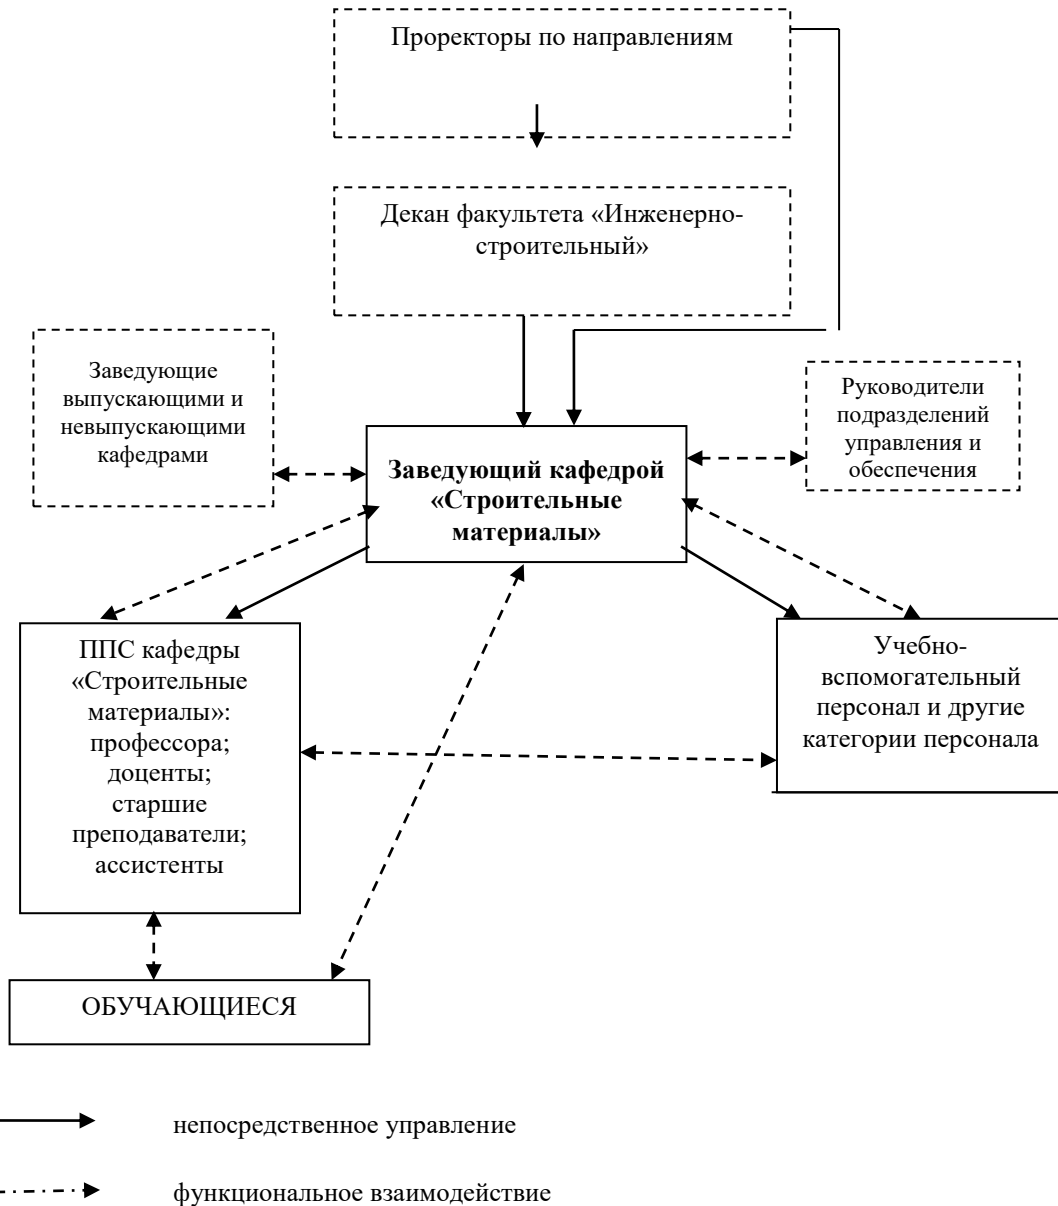 Проректоры по направлениям
Декан факультета «Инженерно-
строительный»
Заведующие
выпускающими и
невыпускающими
кафедрами
Руководители
подразделений
управления и
обеспечения
Заведующий кафедрой
«Строительные
материалы»
ППС кафедры
«Строительные
материалы»:
профессора;
доценты;
старшие
преподаватели;
ассистенты
Учебно-
вспомогательный
персонал и другие
категории персонала
ОБУЧАЮЩИЕСЯ
непосредственное управление
функциональное взаимодействие